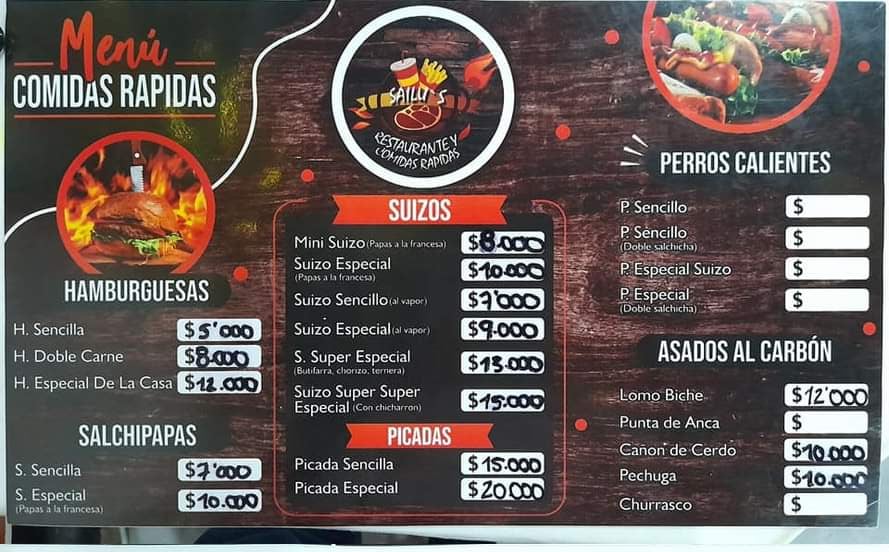 Menú
COMIDAS RAPIDAS
SAILU'S
RESTAURANTE Y
COMIDAS RAPIDAS
HAMBURGUESAS
H. Sencilla $5'000
H. Doble Carne $8.000
H. Especial De La Casa $12.000
SALCHIPAPAS
S. Sencilla $7'000
S. Especial $10.000
(Papas a la francesa)
SUIZOS
Mini Suizo (Papas a la francesa) $8.000
Suizo Especial $10.000
(Papas a la francesa)
Suizo Sencillo (al vapor) $7'000
Suizo Especial (al vapor) $9.000
S. Super Especial $13.000
(Butifarra, chorizo, ternera)
Suizo Super Super
Especial (Con chicharron) $15.000
PICADAS
Picada Sencilla $15.000
Picada Especial $20000
PERROS CALIENTES
P. Sencillo $
P. Sencillo $
(Doble salchicha)
P. Especial Suizo $
P. Especial $
(Doble salchicha)
ASADOS AL CARBÓN
Lomo Biche $12'000
Punta de Anca $
Cañon de Cerdo $10.000
Pechuga $10.000
Churrasco $